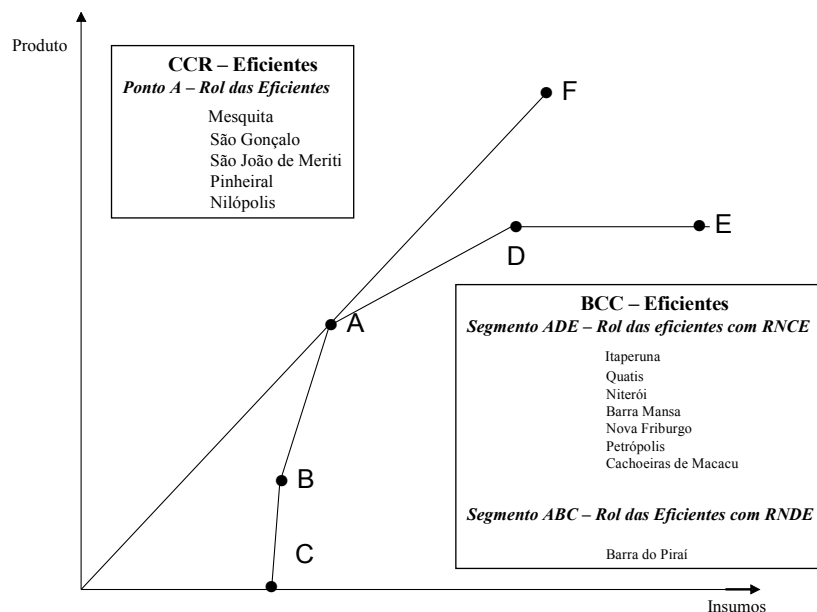 Produto
CCR – Eficientes
Ponto A – Rol das Eficientes
Mesquita
São Gonçalo
São João de Meriti
Pinheiral
Nilópolis
F
E
D
A
BCC – Eficientes
Segmento ADE – Rol das eficientes com RNCE
Itaperuna
Quatis
Niterói
Barra Mansa
Nova Friburgo
Petrópolis
Cachoeiras de Macacu
Segmento ABC – Rol das Eficientes com RNDE
Barra do Piraí
B
C
Insumos